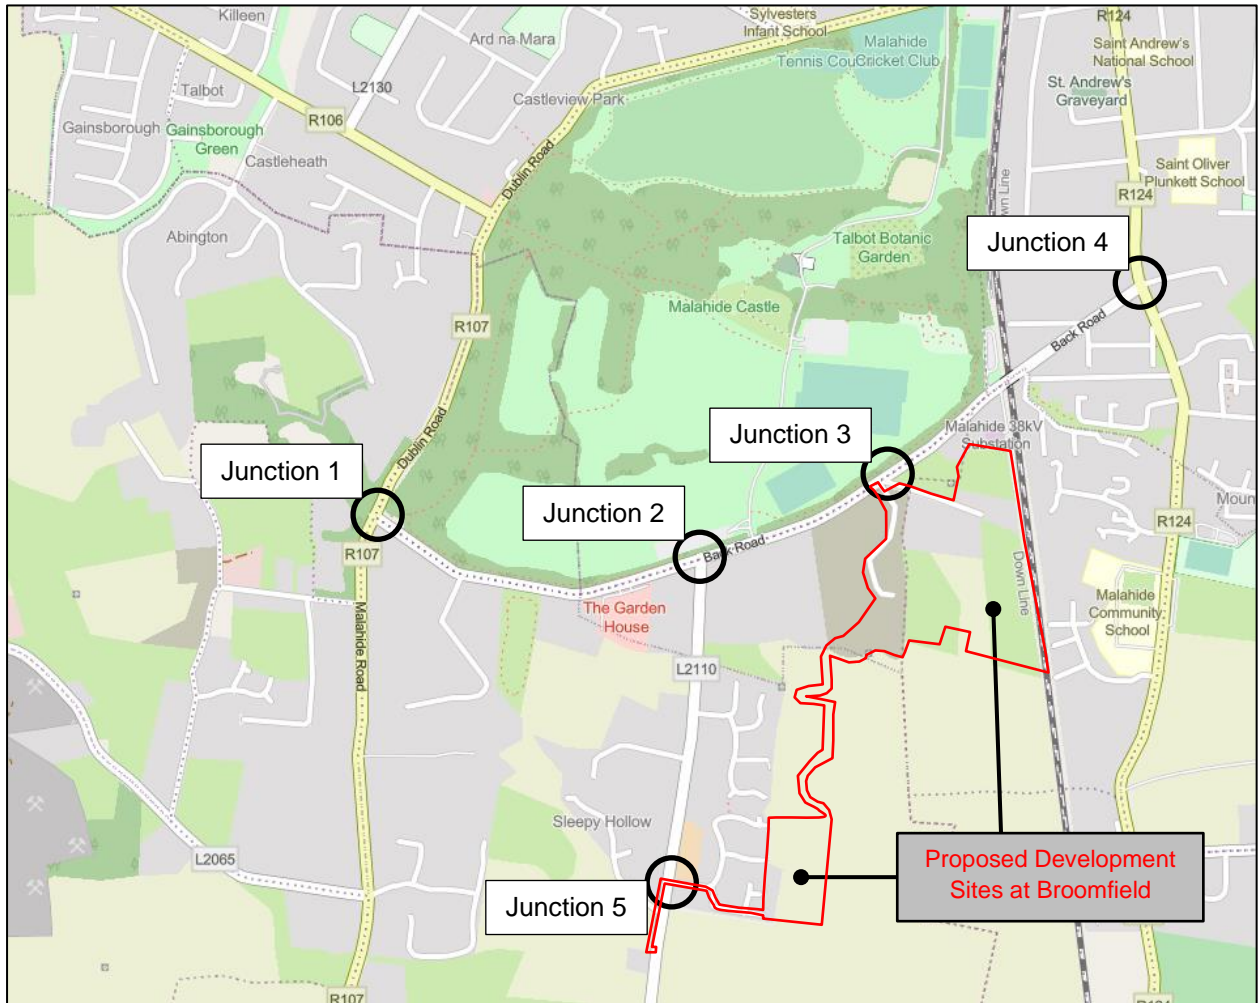 Killeen
Sylvesters
Infant School
R124
Ard na Mara
Malahide
Tennis Cou
Cricket Club
Saint Andrew's
National School
L2130
Talbot
Castleview Park
St. Andrew's
Graveyard
R106
Gainsborough
Gainsborough
Green
Castleheath
Dublin Road
Saint Oliver
Plunkett School
R124
own Line
Abington
Talbot Botanic
Garden
Junction 4
Malahide Castle
R107
Back Road
Dublin Road
Junction 3
Malahide 38kV
Substation
Junction 1
Junction 2
R107
Back Road
R124
Moun
Down Line
The Garden
House
Malahide
Community
School
Malahide Road
L2110
Sleepy Hollow
L2065
Proposed Development
Sites at Broomfield
Junction 5
R107
R124